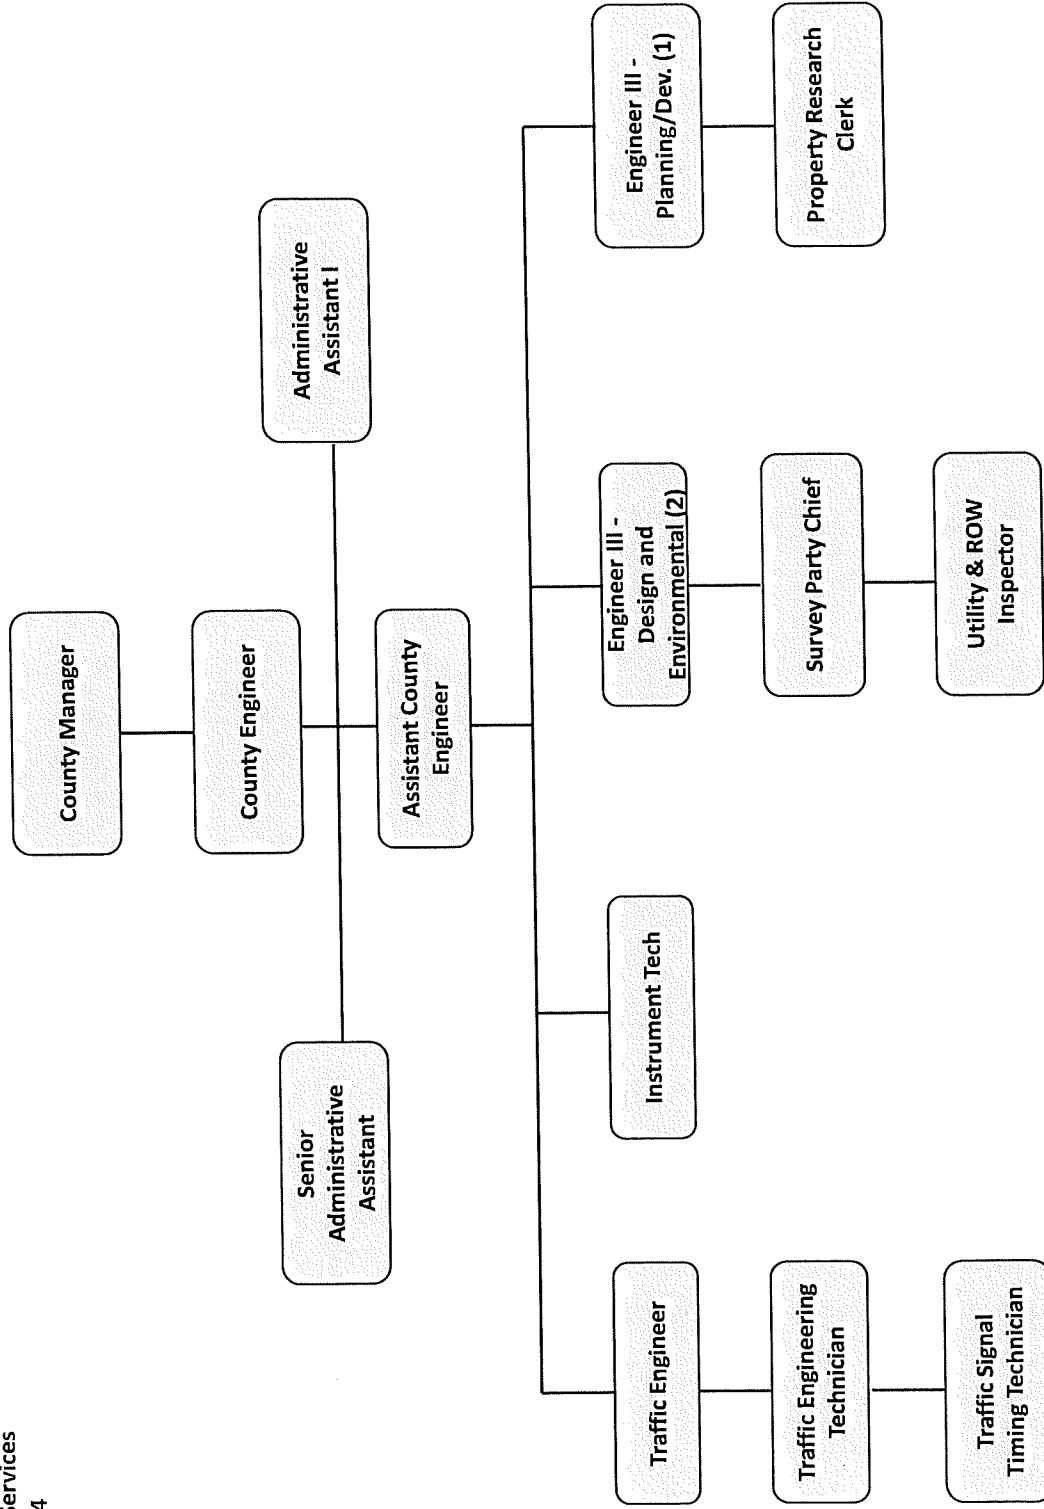 Services
4
County Manager
County Engineer
Senior
Administrative
Assistant
Administrative
Assistant I
Assistant County
Engineer
Traffic Engineer
Instrument Tech
Engineer III -
Design and
Environmental (2)
Engineer III -
Planning/Dev. (1)
Traffic Engineering
Technician
Survey Party Chief
Property Research
Clerk
Traffic Signal
Timing Technician
Utility & ROW
Inspector